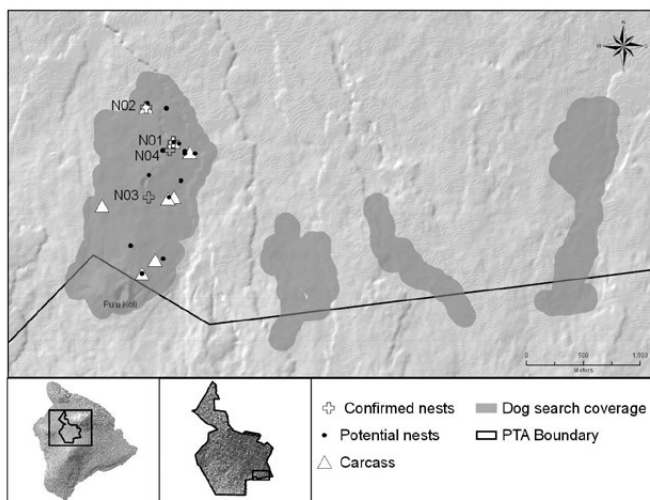 N02
N01
N04
N03
Pu'u Koli
0 500 1,000
Meters
Confirmed nests
Potential nests
Carcass
Dog search coverage
PTA Boundary